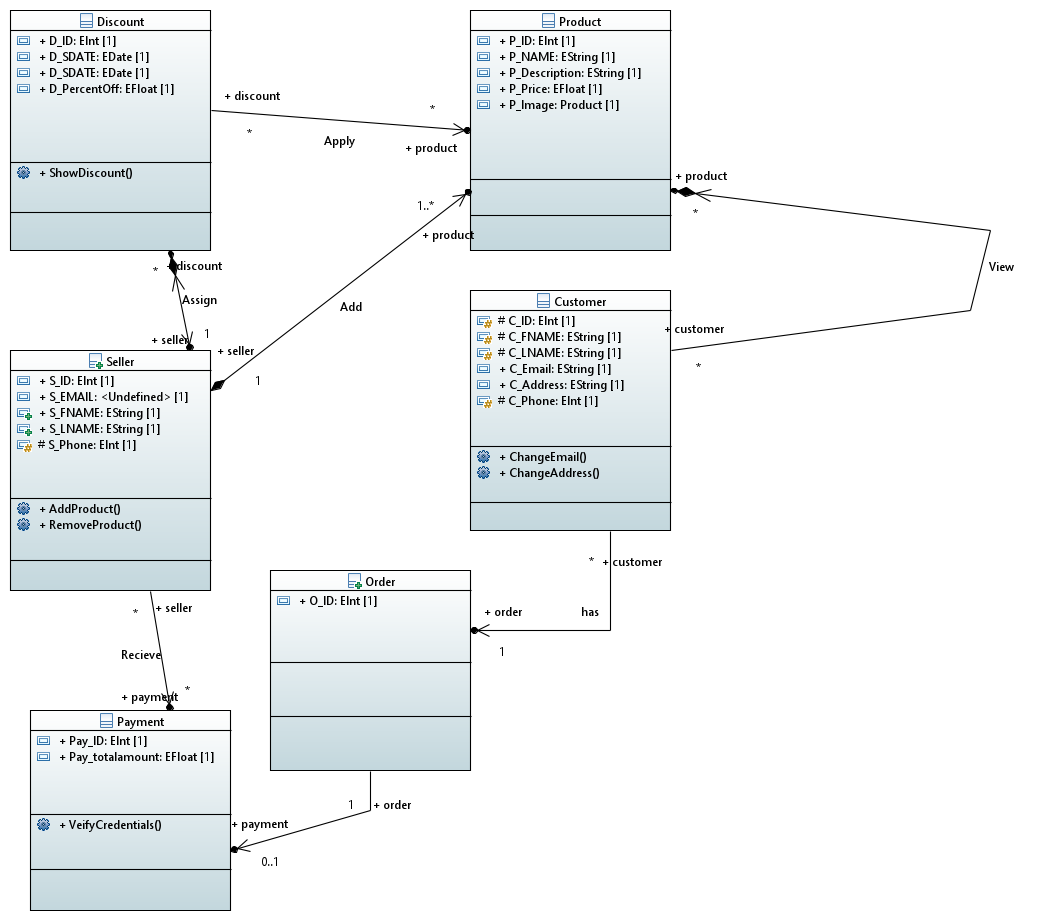 Discount
+ D_ID: EInt [1]
+ D_SDATE: EDate [1]
+ D_SDATE: EDate [1]
+ D_PercentOff: EFloat [1]
+ ShowDiscount()
Product
+ P_ID: EInt [1]
+ P_NAME: EString [1]
+ P_Description: EString [1]
+ P_Price: EFloat [1]
+ P_Image: Product [1]
+ discount
*
*
Apply
+ product
1..*
+ product
Add
+ seller
1
+ product
*
View
+ customer
*
* + discount
Assign
1
+ seller
Seller
+ S_ID: EInt [1]
+ S_EMAIL: <Undefined> [1]
+ S_FNAME: EString [1]
+ S_LNAME: EString [1]
# S_Phone: EInt [1]
+ AddProduct()
+ RemoveProduct()
Customer
# C_ID: EInt [1]
# C_FNAME: EString [1]
# C_LNAME: EString [1]
+ C_Email: EString [1]
+ C_Address: EString [1]
# C_Phone: EInt [1]
+ ChangeEmail()
+ ChangeAddress()
* + customer
+ order
has
1
Order
+ O_ID: EInt [1]
* + seller
Recieve
*
+ payment
Payment
+ Pay_ID: EInt [1]
+ Pay_totalamount: EFloat [1]
+ VeifyCredentials()
1 + order
+ payment
0..1